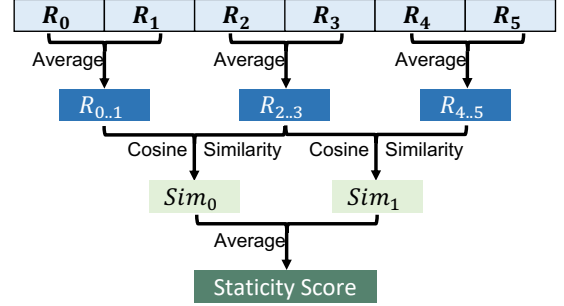 R0 R1 R2 R3 R4 R5
Average Average Average
R0..1 R2..3 R4..5
Cosine Similarity Cosine Similarity
Sim0 Sim1
Average
Staticity Score